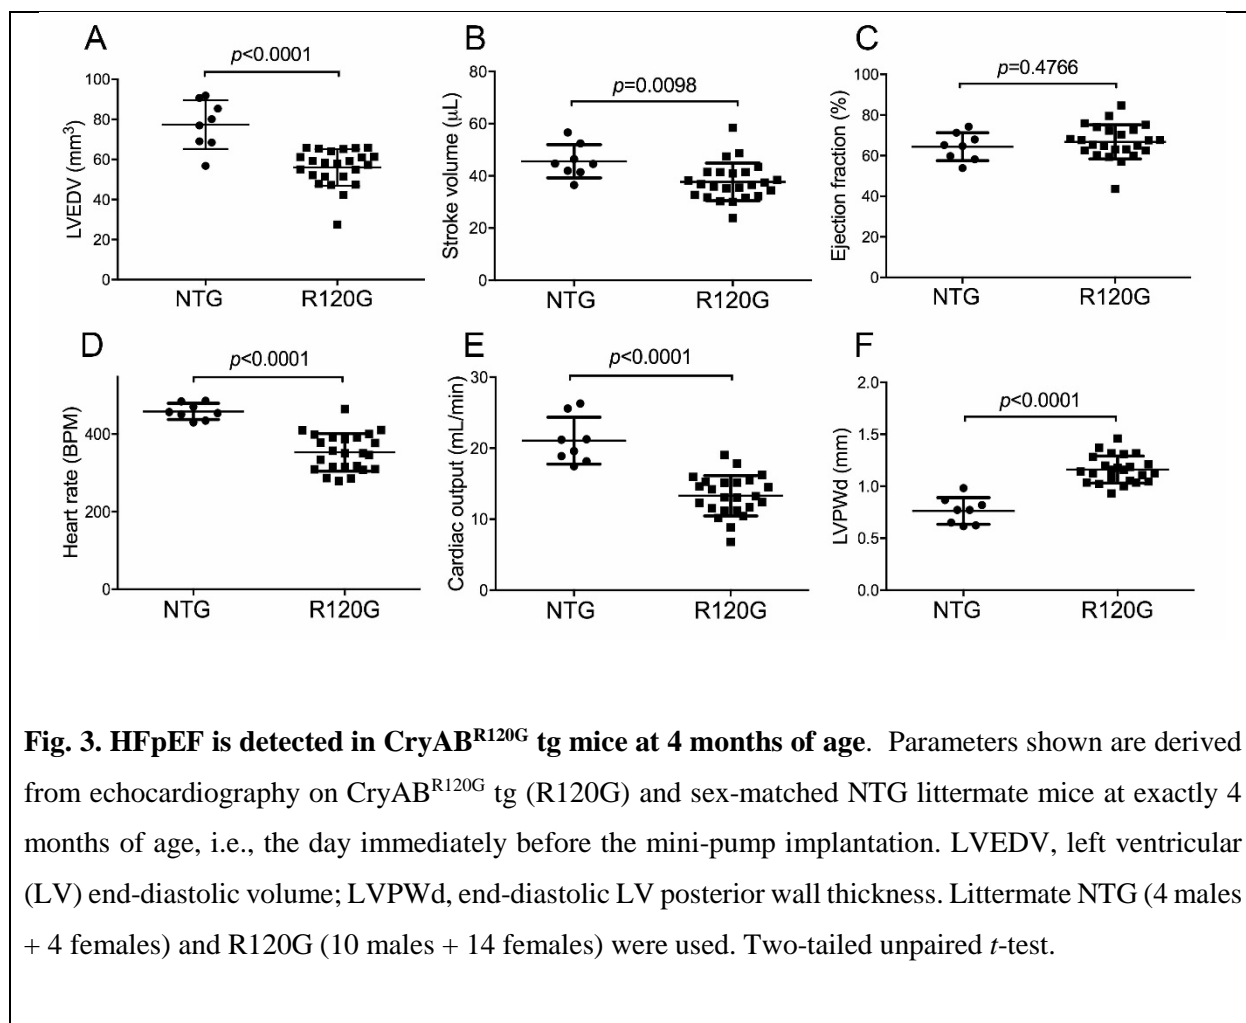 A
p<0.0001
LVEDV (mm³)
100
80
60
40
20
0
NTG R120G
B
p=0.0098
Stroke volume (µL)
80
60
40
20
0
NTG R120G
C
p=0.4766
Ejection fraction (%)
100
80
60
40
20
0
NTG R120G
D
p<0.0001
Heart rate (BPM)
400
200
0
NTG R120G
E
p<0.0001
Cardiac output (mL/min)
30
20
10
0
NTG R120G
F
p<0.0001
LVPWd (mm)
2.0
1.5
1.0
0.5
0.0
NTG R120G
Fig. 3. HFpEF is detected in CryAB^R120G tg mice at 4 months of age. Parameters shown are derived
from echocardiography on CryAB^R120G tg (R120G) and sex-matched NTG littermate mice at exactly 4
months of age, i.e., the day immediately before the mini-pump implantation. LVEDV, left ventricular
(LV) end-diastolic volume; LVPWd, end-diastolic LV posterior wall thickness. Littermate NTG (4 males
+ 4 females) and R120G (10 males + 14 females) were used. Two-tailed unpaired t-test.